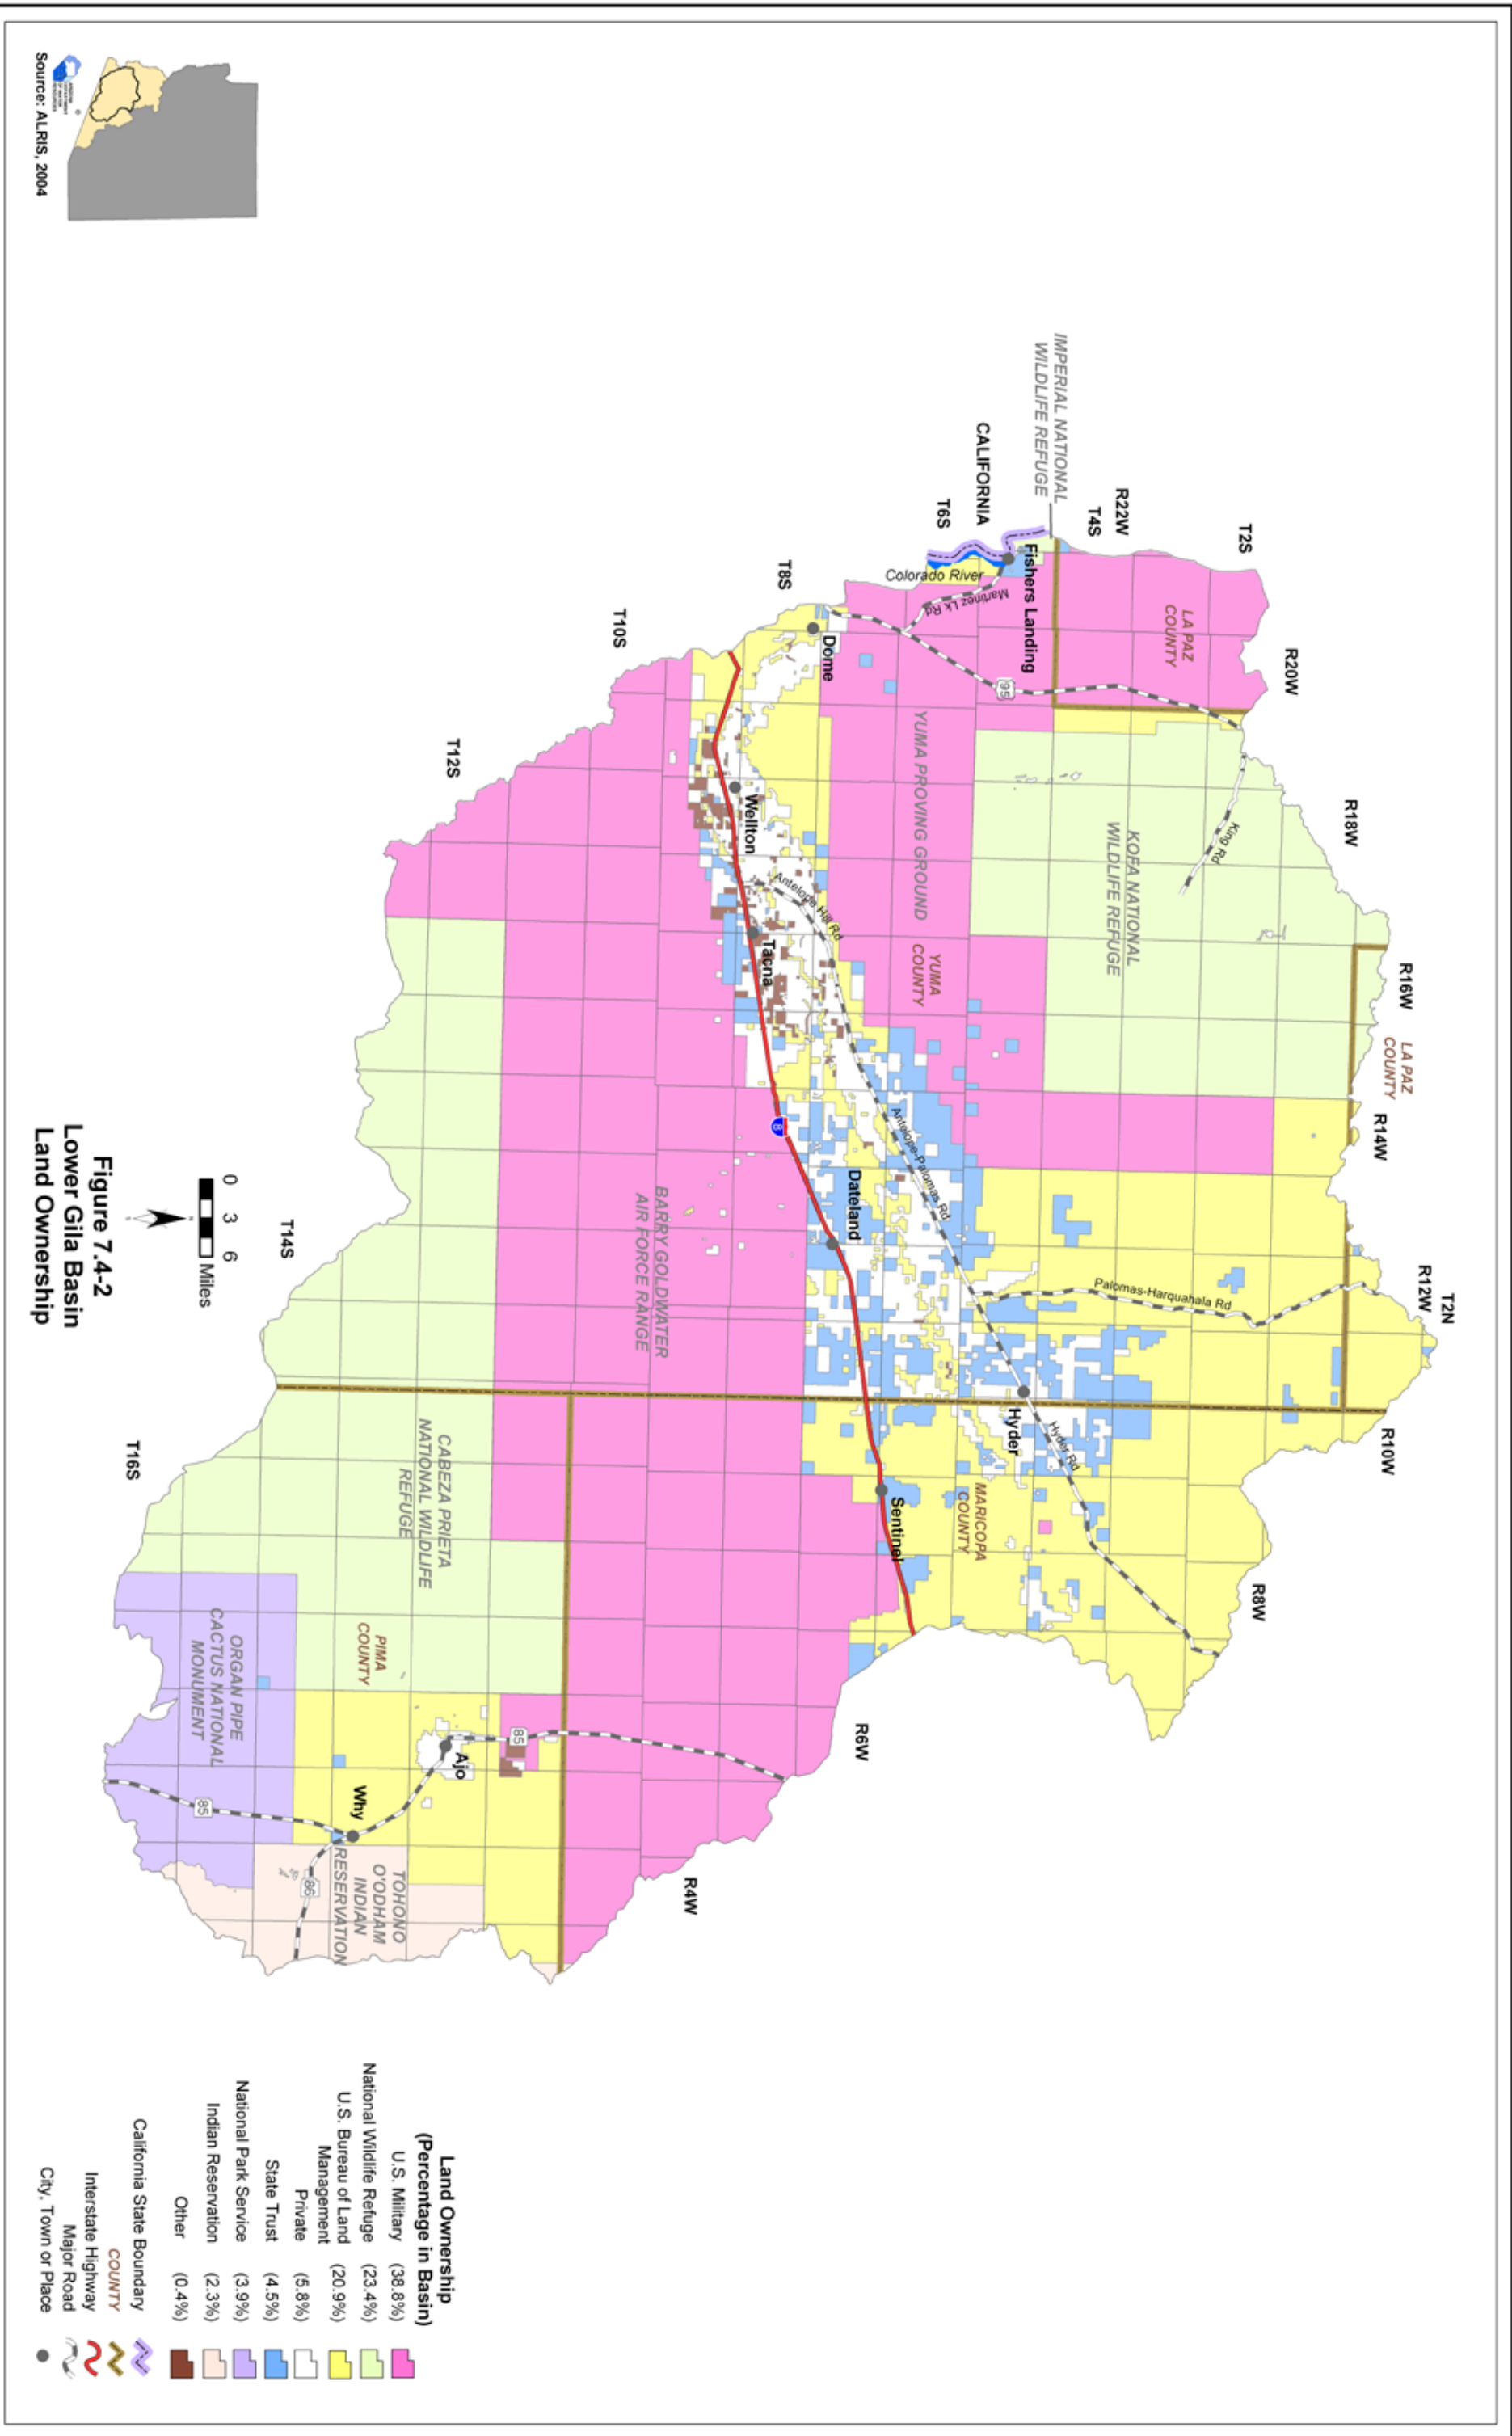 T2N
R12W
R10W
R14W
R16W
LA PAZ
COUNTY
R18W
R20W
T2S
R8W
LA PAZ
COUNTY
King Rd
Palomas-Harquahala Rd
KOFA NATIONAL
WILDLIFE REFUGE
R22W
T4S
IMPERIAL NATIONAL
WILDLIFE REFUGE
Fishers Landing
Martinez Lk Rd
95
Hyder Rd
Hyder
CALIFORNIA
T6S
Colorado River
YUMA PROVING GROUND
YUMA
COUNTY
Antelope-Palomas Rd
MARICOPA
COUNTY
Sentinel
Dateland
R6W
Dome
T8S
Antelope Hill Rd
Wellton
Tacna
8
R4W
T10S
BARRY GOLDWATER
AIR FORCE RANGE
85
T12S
CABEZA PRIETA
NATIONAL WILDLIFE
REFUGE
Ajo
PIMA
COUNTY
Why
TOHONO
O'ODHAM
INDIAN
RESERVATION
86
T14S
ORGAN PIPE
CACTUS NATIONAL
MONUMENT
85
T16S
Land Ownership
(Percentage in Basin)
U.S. Military (38.8%)
National Wildlife Refuge (23.4%)
U.S. Bureau of Land
Management (20.9%)
Private (5.8%)
State Trust (4.5%)
National Park Service (3.9%)
Indian Reservation (2.3%)
Other (0.4%)
California State Boundary
COUNTY
Interstate Highway
Major Road
City, Town or Place
0 3 6
Miles
Figure 7.4-2
Lower Gila Basin
Land Ownership
Source: ALRIS, 2004